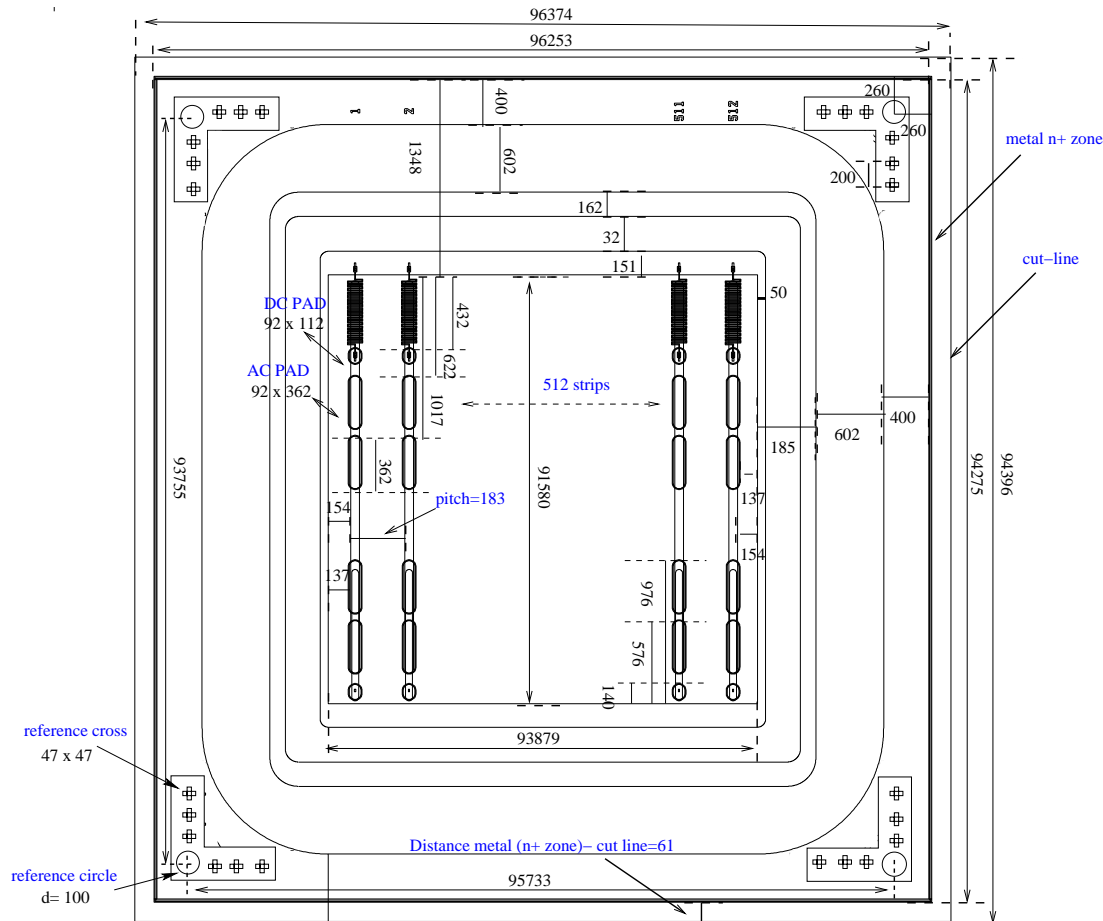 96374
96253
260
260
1
2
511
512
400
1348
602
metal n+ zone
200
162
32
151
cut-line
50
DC PAD
92 x 112
432
622
AC PAD
92 x 362
512 strips
1017
400
602
185
93755
362
91580
94275
94396
pitch=183
137
154
154
137
976
576
140
reference cross
47 x 47
93879
Distance metal (n+ zone)- cut line=61
reference circle
d= 100
95733